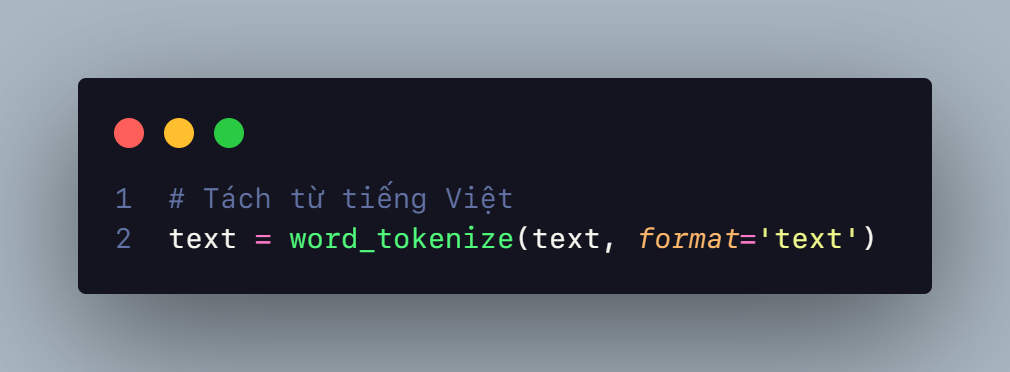 1 # Tách từ tiếng Việt
2 text = word_tokenize(text, format='text')